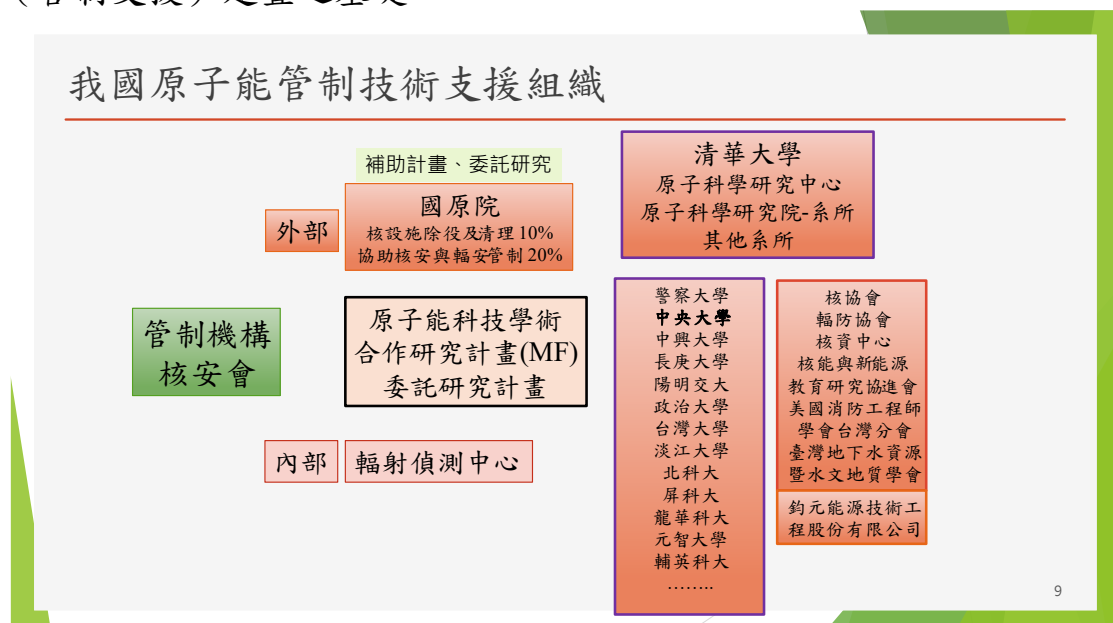 我國原子能管制技術支援組織
補助計畫、委託研究
外部
國原院
核設施除役及清理10%
協助核安與輻安管制20%
清華大學
原子科學研究中心
原子科學研究院-系所
其他系所
管制機構
核安會
原子能科技學術
合作研究計畫(MF)
委託研究計畫
內部
輻射偵測中心
警察大學
中央大學
中興大學
長庚大學
陽明交大
政治大學
台灣大學
淡江大學
北科大
屏科大
龍華科大
元智大學
輔英科大
……..
核協會
輻防協會
核資中心
核能與新能源
教育研究協進會
美國消防工程師
學會台灣分會
臺灣地下水資源
暨水文地質學會
鈞元能源技術工
程股份有限公司
9